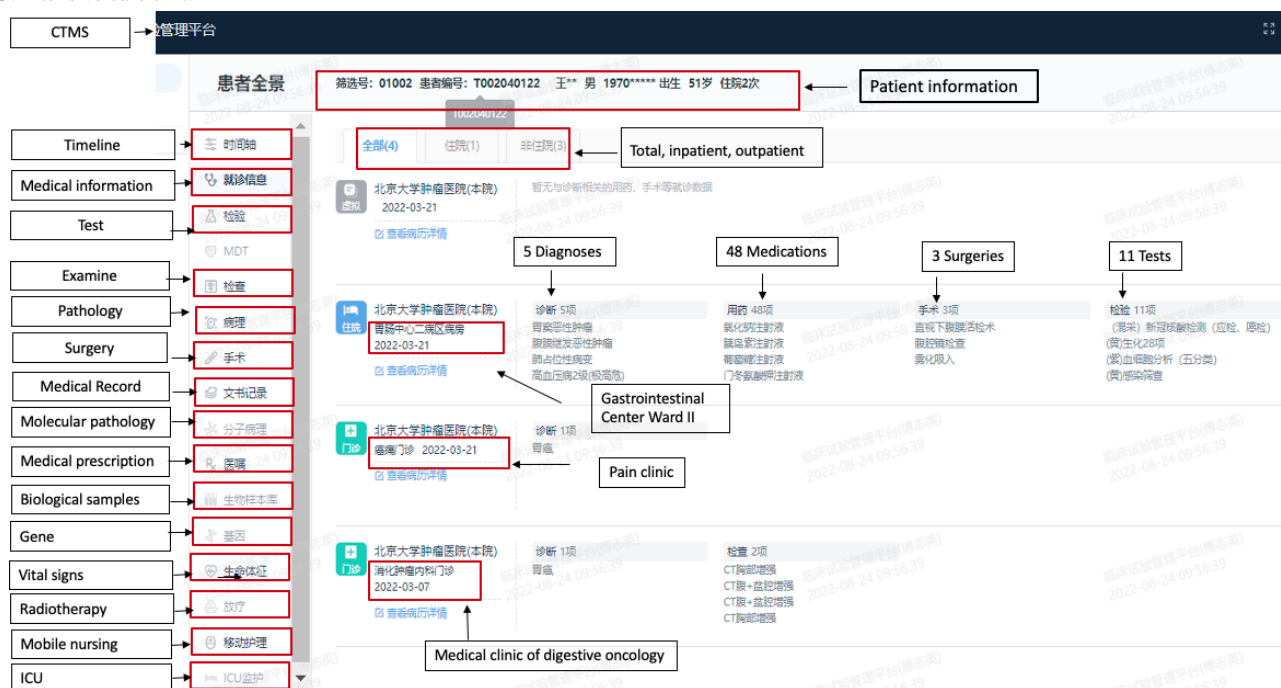 CTMS
验管理平台
患者全景
筛选号: 01002 患者编号: T002040122 王** 男 1970***** 出生 51岁 住院2次
Patient information
T002040122
Timeline
时间轴
全部(4) 住院(1) 非住院(3)
Total, inpatient, outpatient
Medical information
就诊信息
虚拟
北京大学肿瘤医院(本院)
2022-03-21
查看病历详情
暂无与诊断相关的用药、手术等就诊数据
Test
检验
MDT
5 Diagnoses
48 Medications
3 Surgeries
11 Tests
Examine
检查
Pathology
病理
住院
北京大学肿瘤医院(本院)
胃肠中心二病区病房
2022-03-21
查看病历详情
诊断 5项
胃窦恶性肿瘤
腹膜继发恶性肿瘤
肺占位性病变
高血压病2级(极高危)
用药 48项
氯化钠注射液
胰岛素注射液
葡萄糖注射液
门冬氨酸钾注射液
手术 3项
直视下腹膜活检术
腹腔镜检查
雾化吸入
检验 11项
(混采) 新冠核酸检测 (应检、愿检)
(黄)生化28项
(紫)血细胞分析 (五分类)
(黄)感染筛查
Surgery
手术
Medical Record
文书记录
Gastrointestinal
Center Ward II
Molecular pathology
分子病理
门诊
北京大学肿瘤医院(本院)
癌痛门诊 2022-03-21
查看病历详情
诊断 1项
胃癌
Pain clinic
Medical prescription
医嘱
Biological samples
生物样本库
Gene
基因
门诊
北京大学肿瘤医院(本院)
消化肿瘤内科门诊
2022-03-07
查看病历详情
诊断 1项
胃癌
检查 2项
CT胸部增强
CT腹+盆腔增强
CT腹+盆腔增强
CT胸部增强
Vital signs
生命体征
Radiotherapy
放疗
Mobile nursing
移动护理
Medical clinic of digestive oncology
ICU
ICU监护
临床试验管理平台(傅志英)
2022-08-24 09:56:39